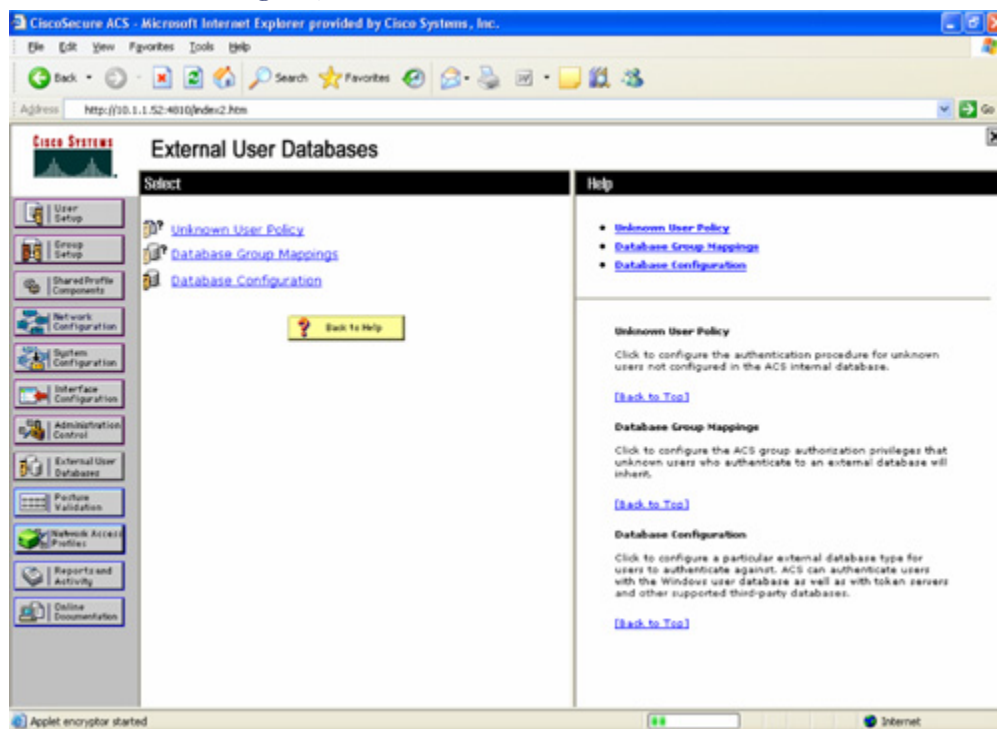 CiscoSecure ACS - Microsoft Internet Explorer provided by Cisco Systems, Inc.
File Edit View Favorites Tools Help
Back Search Favorites
Address http://10.1.1.52:4010/index2.htm Go
CISCO SYSTEMS
External User Databases
Select
Help
User
Setup
Group
Setup
Shared Profile
Components
Network
Configuration
System
Configuration
Interface
Configuration
Administration
Control
External User
Databases
Posture
Validation
Network Access
Profiles
Reports and
Activity
Online
Documentation
Unknown User Policy
Database Group Mappings
Database Configuration
Back to Help
Unknown User Policy
Database Group Mappings
Database Configuration
Unknown User Policy
Click to configure the authentication procedure for unknown
users not configured in the ACS internal database.
[Back to Top]
Database Group Mappings
Click to configure the ACS group authorization privileges that
unknown users who authenticate to an external database will
inherit.
[Back to Top]
Database Configuration
Click to configure a particular external database type for
users to authenticate against. ACS can authenticate users
with the Windows user database as well as with token servers
and other supported third-party databases.
[Back to Top]
Applet encryptor started
Internet